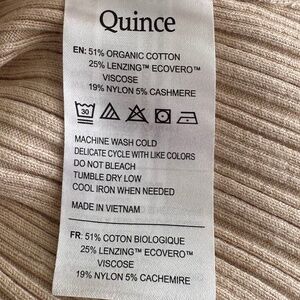 Quince
EN: 51% ORGANIC COTTON
25% LENZING™ ECOVERO™
VISCOSE
19% NYLON 5% CASHMERE
30
MACHINE WASH COLD
DELICATE CYCLE WITH LIKE COLORS
DO NOT BLEACH
TUMBLE DRY LOW
COOL IRON WHEN NEEDED
MADE IN VIETNAM
FR: 51% COTON BIOLOGIQUE
25% LENZING™ ECOVERO™
VISCOSE
19% NYLON 5% CACHEMIRE